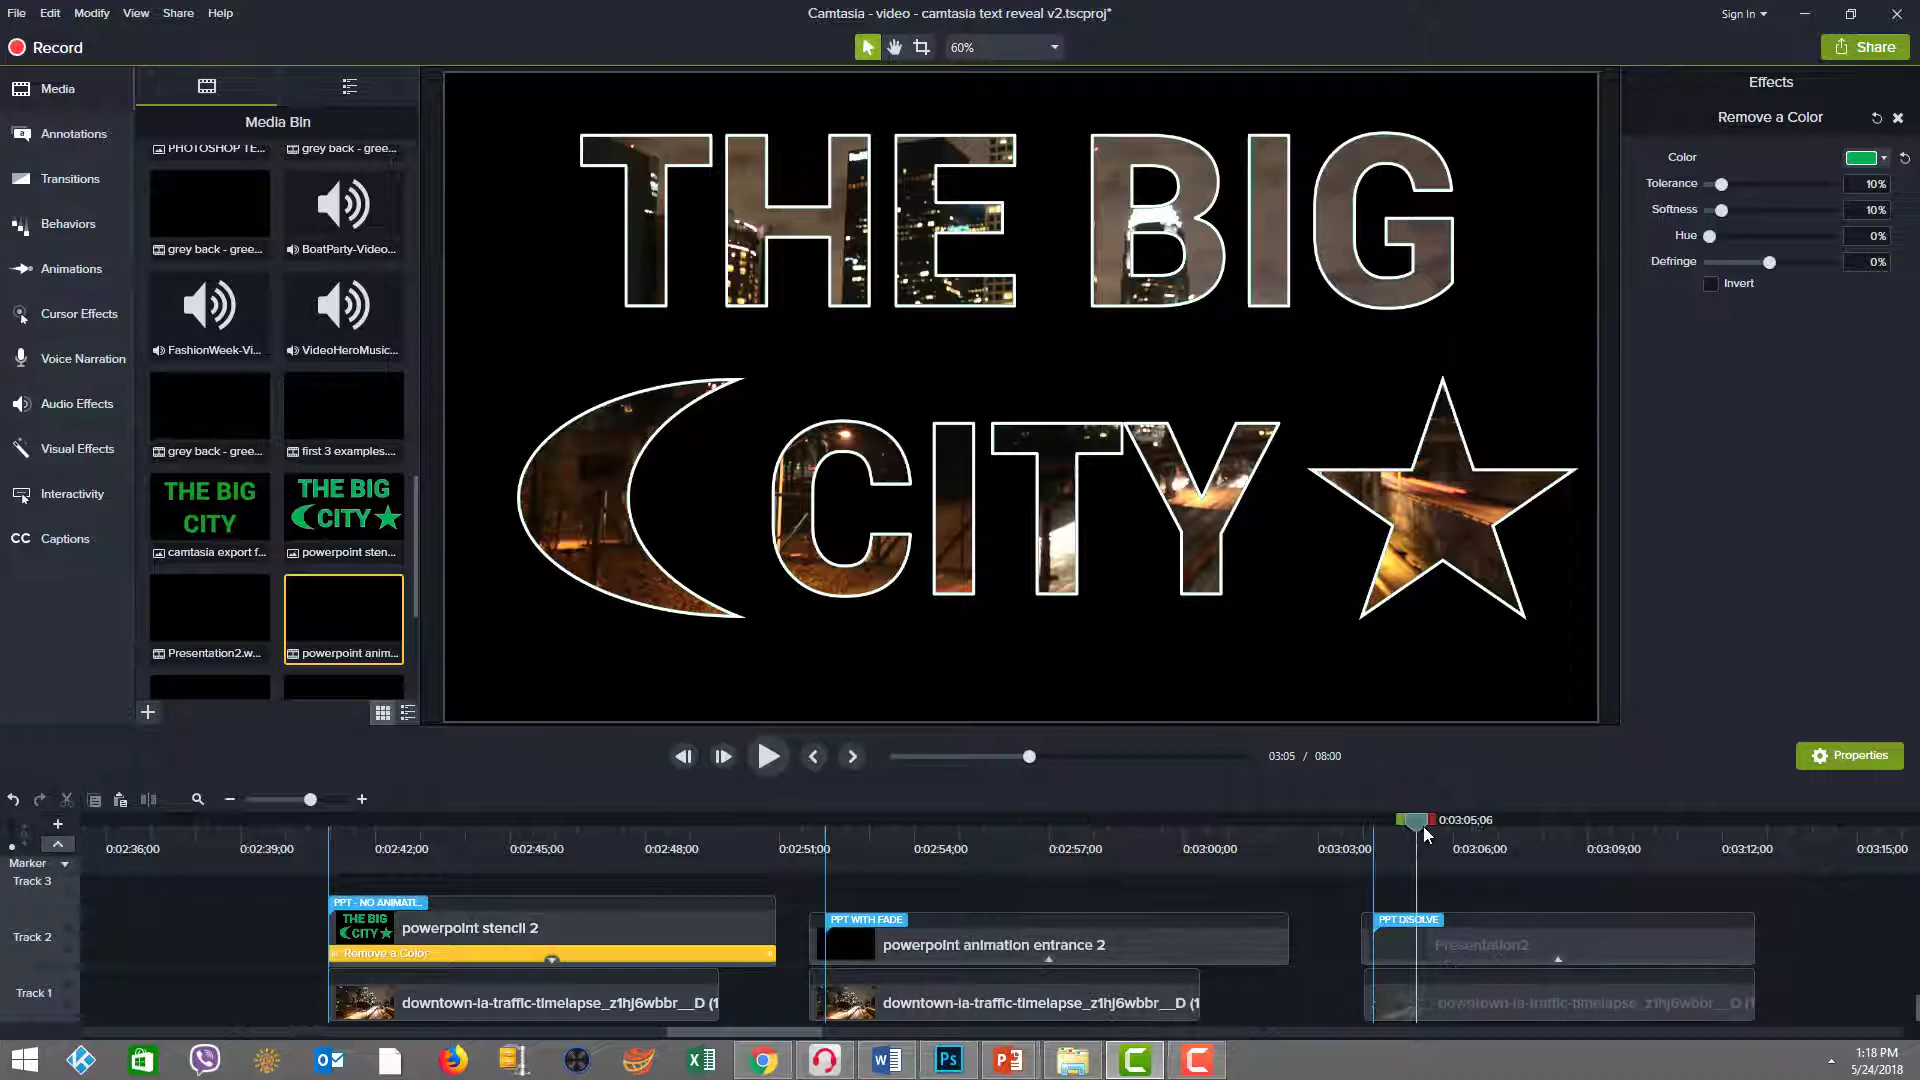 File Edit Modify View Share Help
Camtasia - video - camtasia text reveal v2.tscproj*
Sign In
Record
60%
Share
Media
Annotations
Transitions
Behaviors
Animations
Cursor Effects
Voice Narration
Audio Effects
Visual Effects
Interactivity
CC Captions
Media Bin
PHOTOSHOP TE... grey back - gree...
grey back - gree... BoatParty-Video...
FashionWeek-Vi... VideoHeroMusic...
grey back - gree... first 3 examples....
THE BIG CITY
THE BIG CITY
camtasia export f... powerpoint sten...
Presentation2.w... powerpoint anim...
THE BIG
CITY
Effects
Remove a Color
Color
Tolerance 10%
Softness 10%
Hue 0%
Defringe 0%
Invert
03:05 / 08:00
Properties
0:03:05;06
0:02:36;00 0:02:39;00 0:02:42;00 0:02:45;00 0:02:48;00 0:02:51;00 0:02:54;00 0:02:57;00 0:03:00;00 0:03:03;00 0:03:06;00 0:03:09;00 0:03:12;00 0:03:15;00
Marker
Track 3
PPT - NO ANIMATI... PPT WITH FADE PPT DISOLVE
Track 2
THE BIG CITY
powerpoint stencil 2 powerpoint animation entrance 2 Presentation2
Remove a Color
Track 1
downtown-la-traffic-timelapse_z1hj6wbbr__D (1 downtown-la-traffic-timelapse_z1hj6wbbr__D (1 downtown-la-traffic-timelapse_z1hj6wbbr__D (1
1:18 PM
5/24/2018